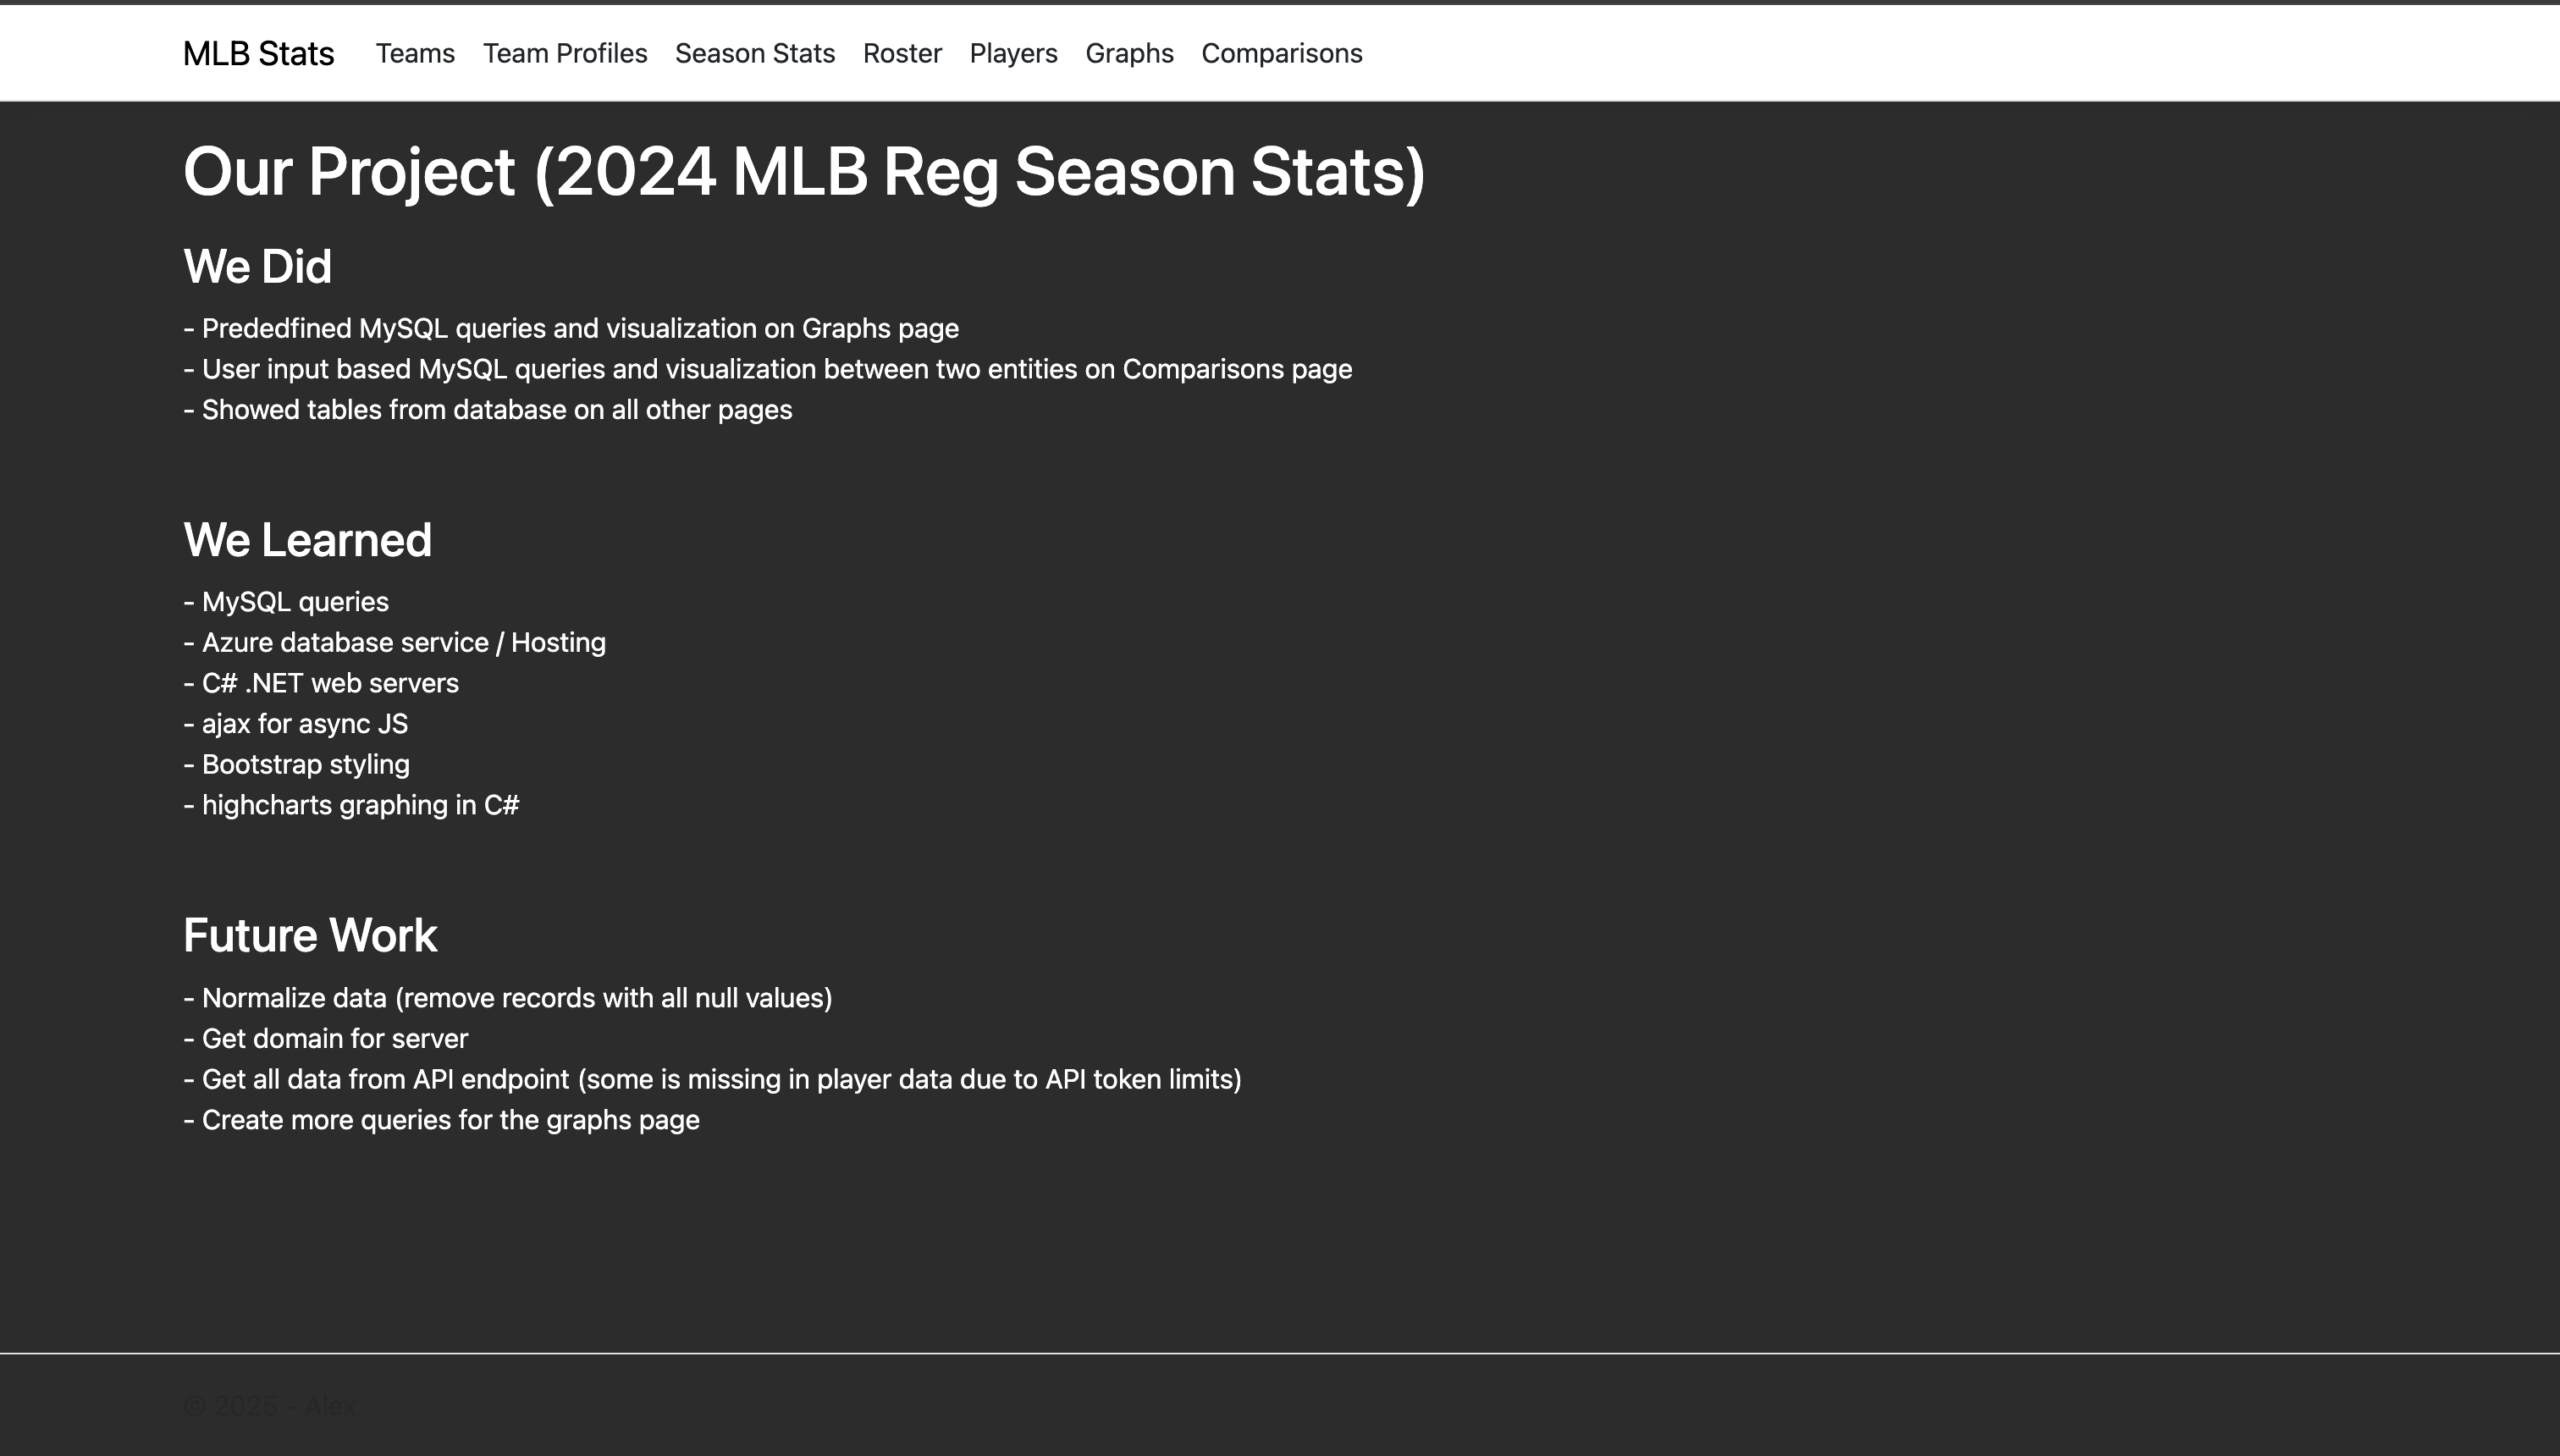 MLB Stats Teams Team Profiles Season Stats Roster Players Graphs Comparisons
Our Project (2024 MLB Reg Season Stats)
We Did
- Prededfined MySQL queries and visualization on Graphs page
- User input based MySQL queries and visualization between two entities on Comparisons page
- Showed tables from database on all other pages
We Learned
- MySQL queries
- Azure database service / Hosting
- C# .NET web servers
- ajax for async JS
- Bootstrap styling
- highcharts graphing in C#
Future Work
- Normalize data (remove records with all null values)
- Get domain for server
- Get all data from API endpoint (some is missing in player data due to API token limits)
- Create more queries for the graphs page
© 2025 - Alex